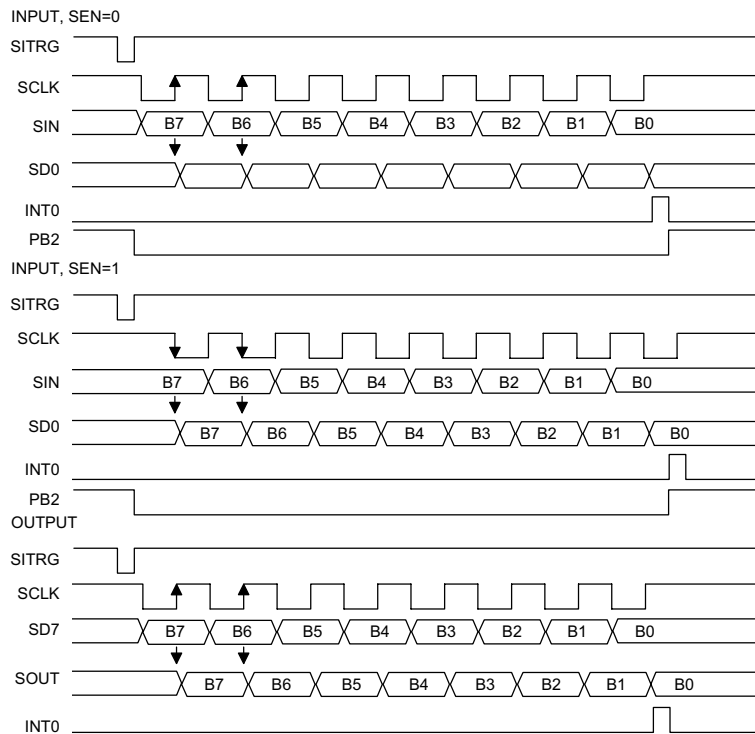 INPUT, SEN=0
SITRG
SCLK
SIN B7 B6 B5 B4 B3 B2 B1 B0
SD0
INT0
PB2
INPUT, SEN=1
SITRG
SCLK
SIN B7 B6 B5 B4 B3 B2 B1 B0
SD0 B7 B6 B5 B4 B3 B2 B1 B0
INT0
PB2
OUTPUT
SITRG
SCLK
SD7 B7 B6 B5 B4 B3 B2 B1 B0
SOUT B7 B6 B5 B4 B3 B2 B1 B0
INT0